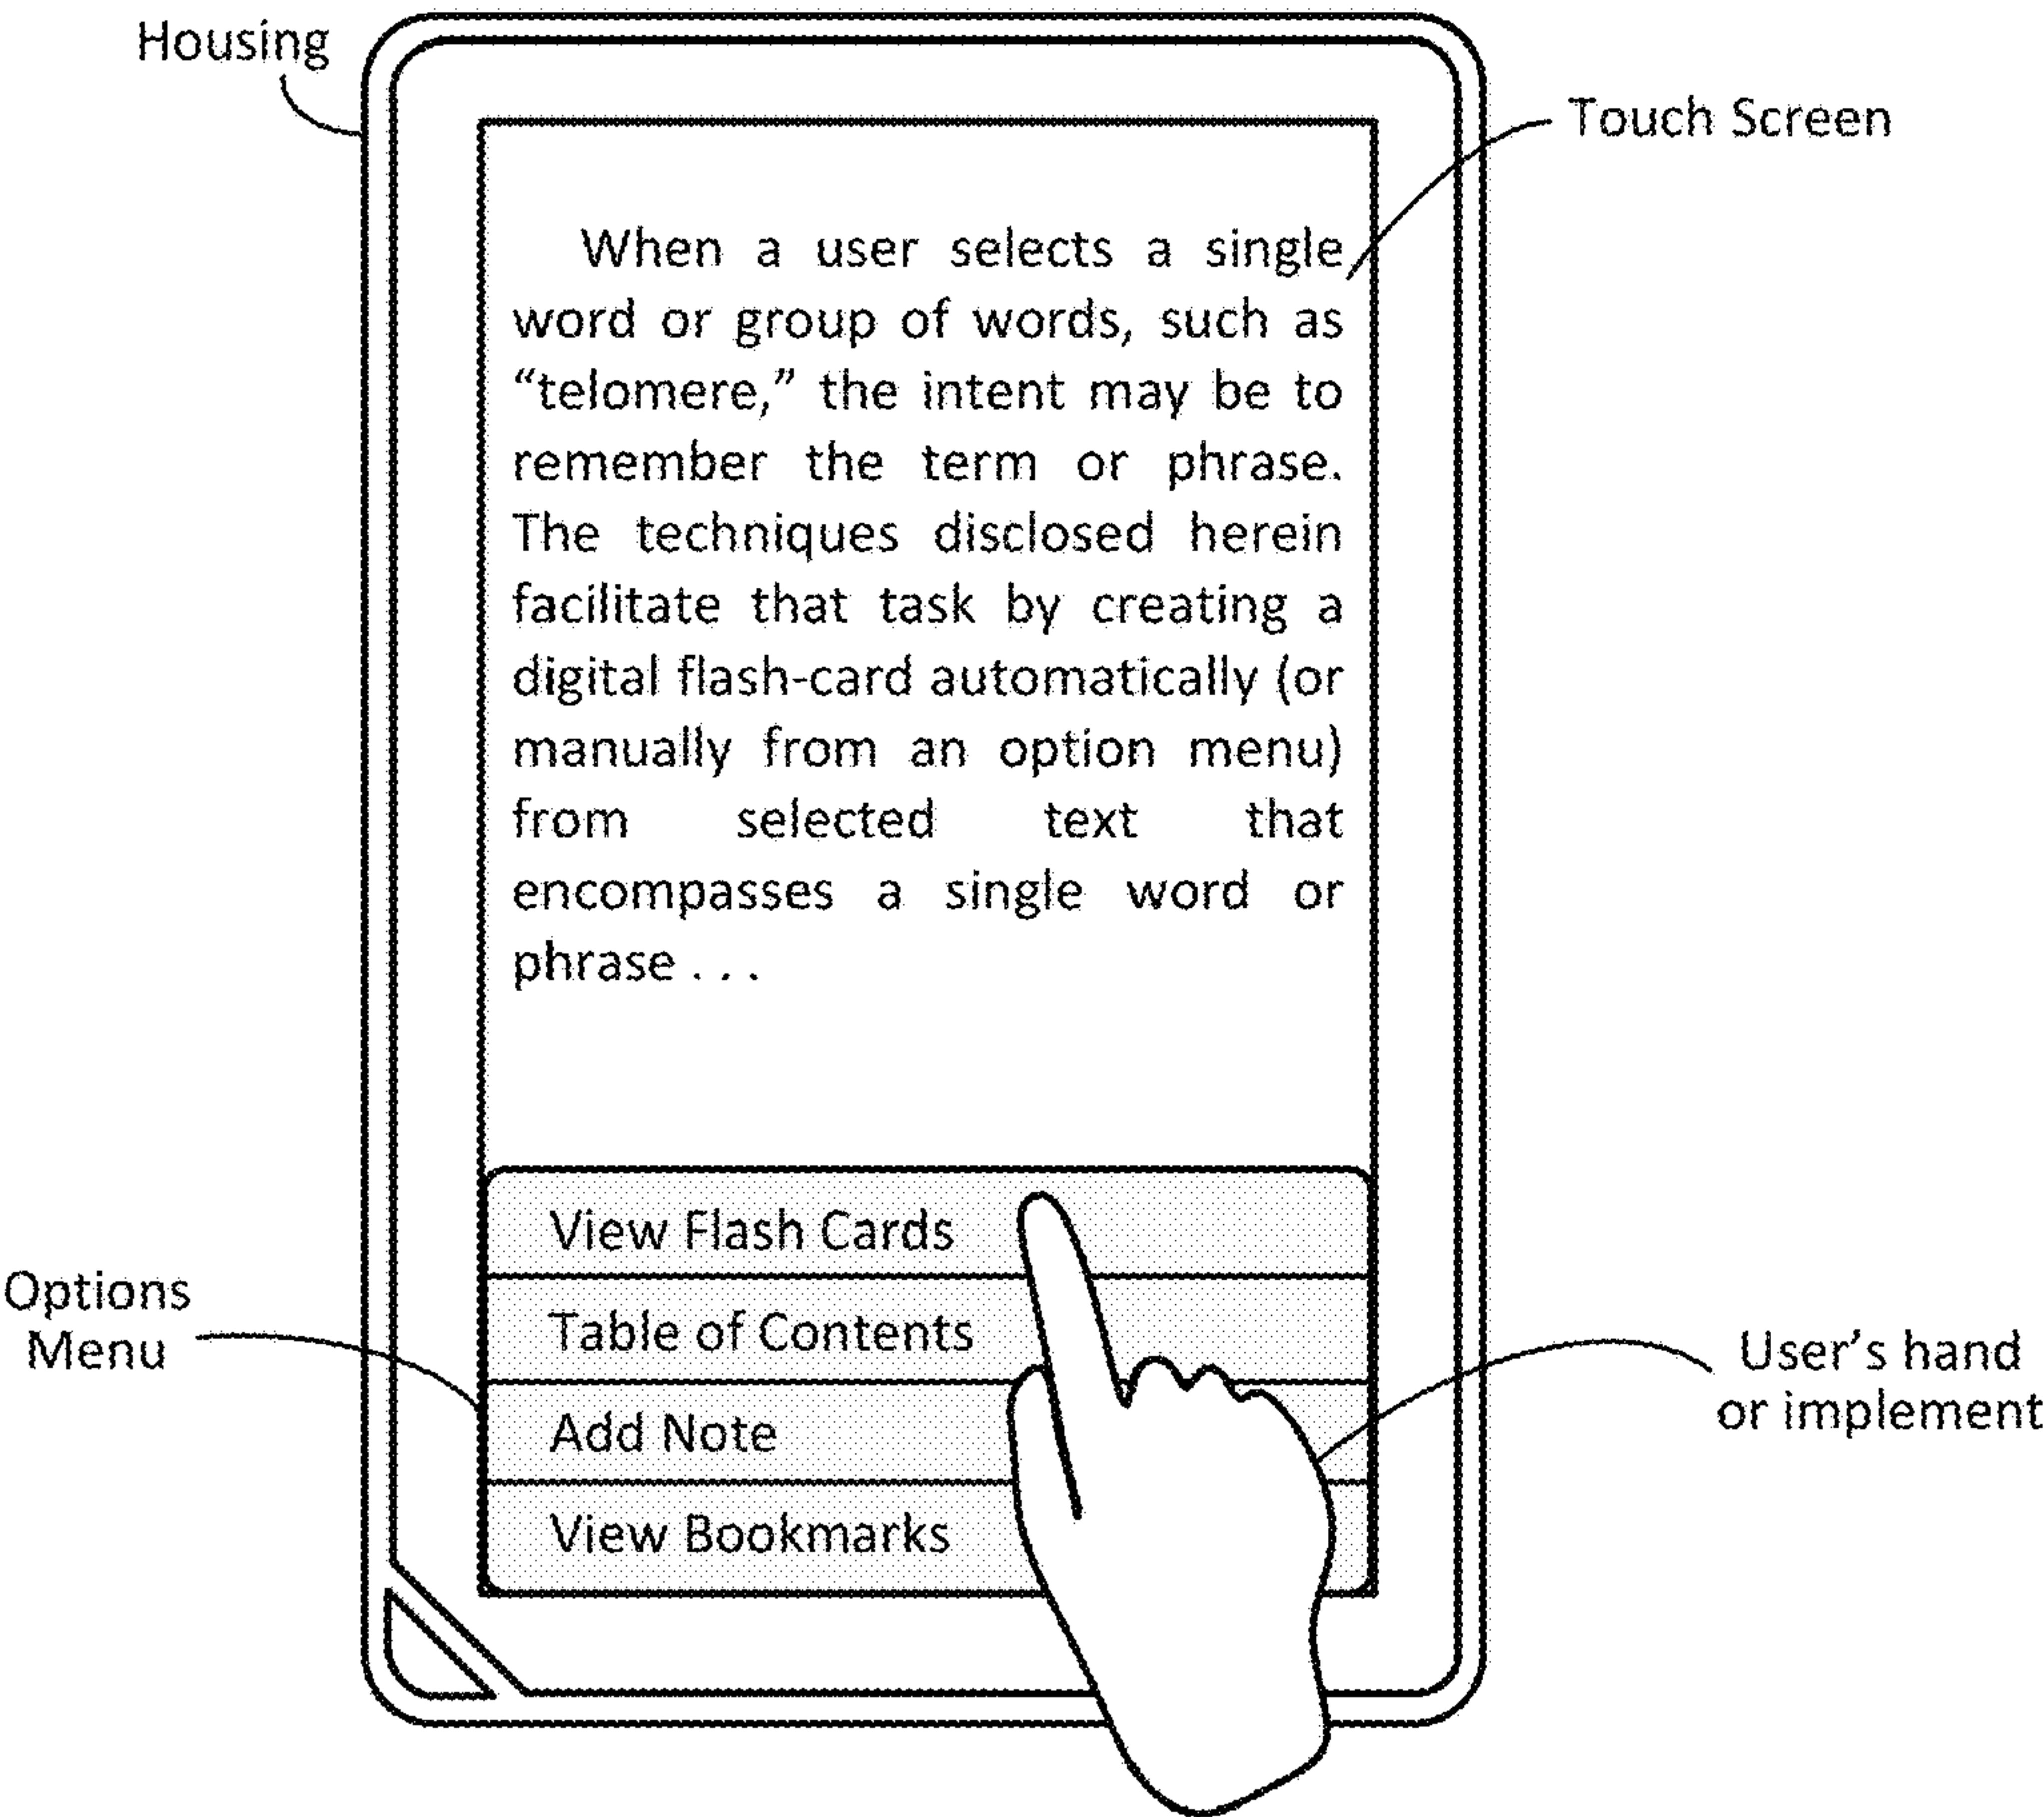 Housing
Touch Screen
When a user selects a single
word or group of words, such as
“telomere,” the intent may be to
remember the term or phrase.
The techniques disclosed herein
facilitate that task by creating a
digital flash-card automatically (or
manually from an option menu)
from selected text that
encompasses a single word or
phrase . . .
View Flash Cards
Table of Contents
Add Note
View Bookmarks
Options
Menu
User’s hand
or implement